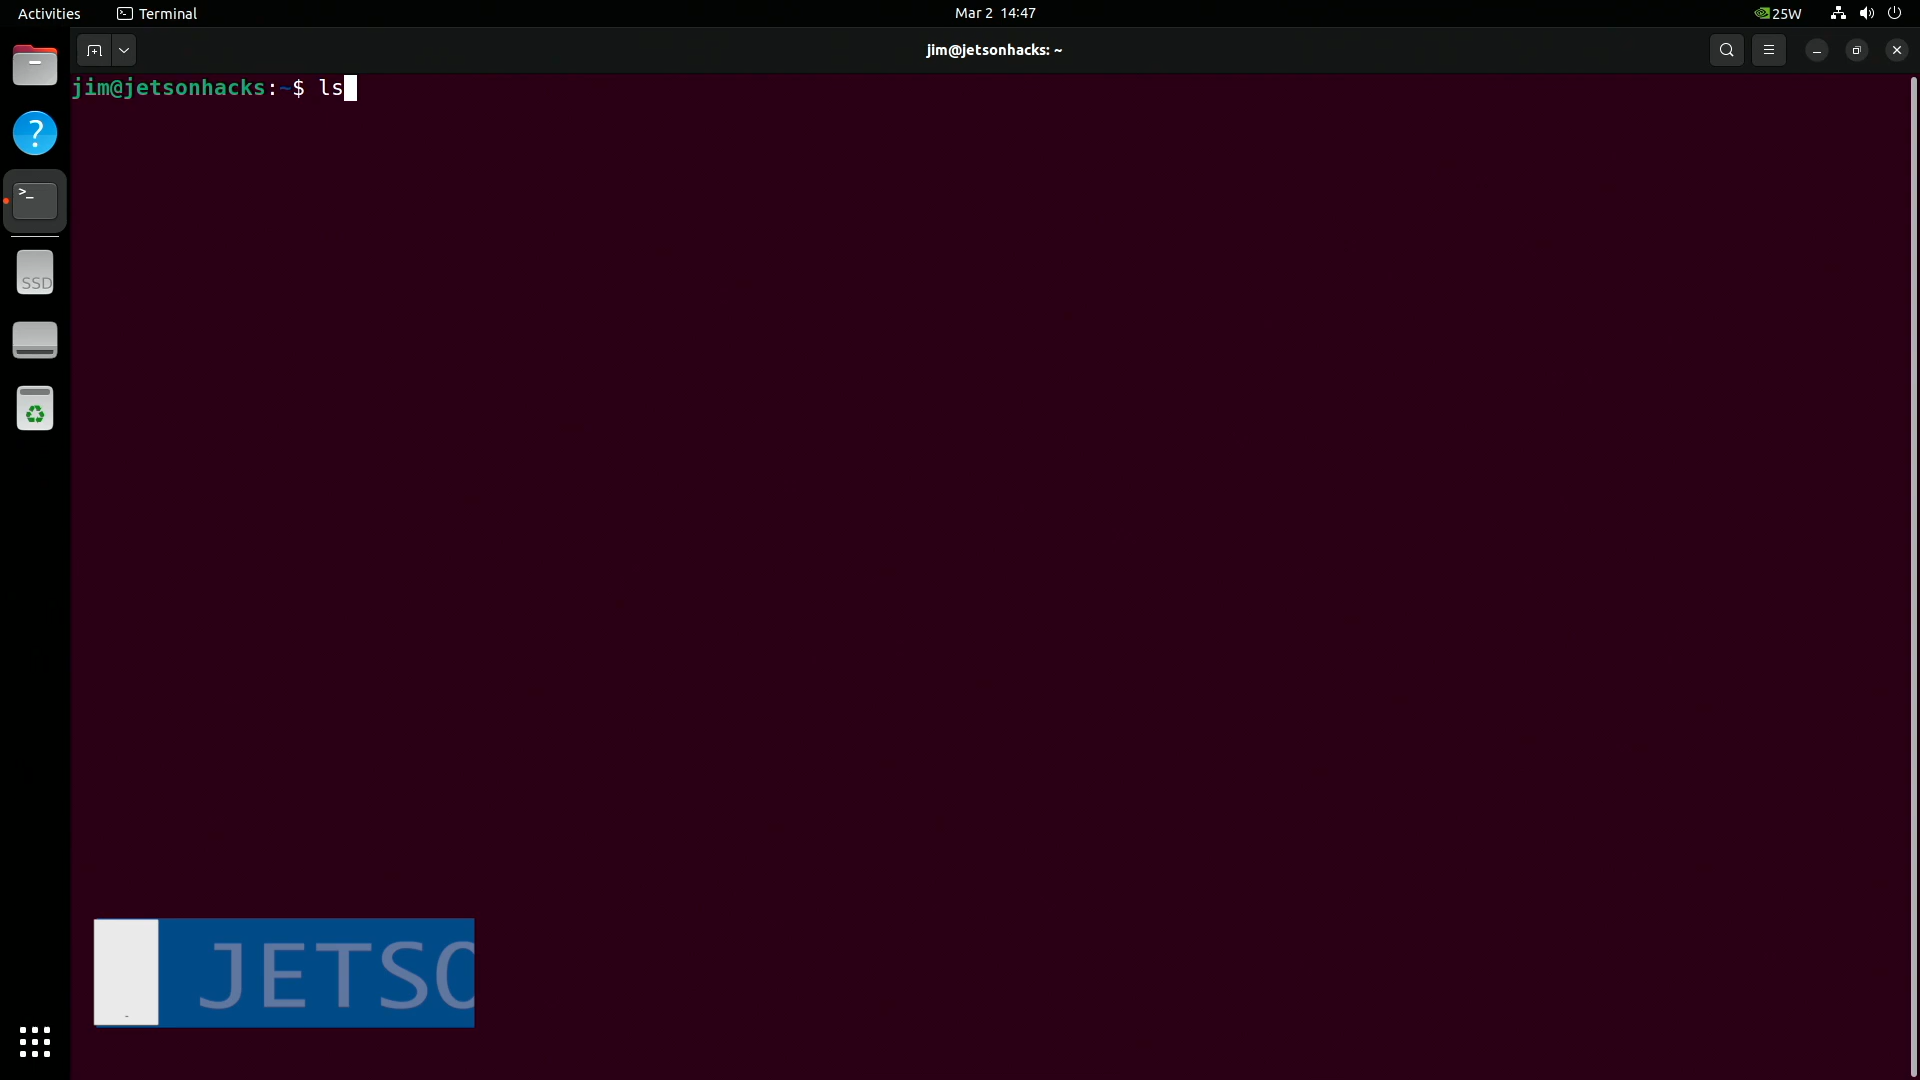 Activities
Terminal
Mar 2 14:47
25W
jim@jetsonhacks: ~
jim@jetsonhacks:~$ ls
SSD
JETSO